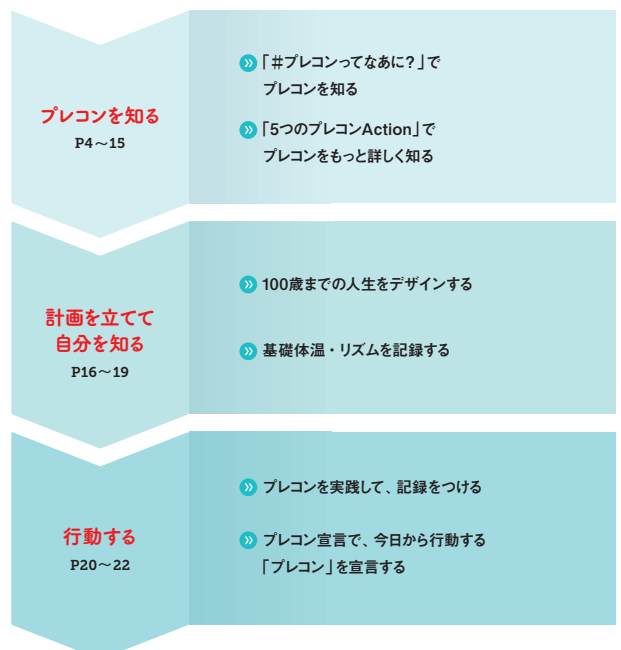 プレコンを知る
P4〜15
「#プレコンってなあに?」で
プレコンを知る
「5つのプレコンAction」で
プレコンをもっと詳しく知る
計画を立てて
自分を知る
P16〜19
100歳までの人生をデザインする
基礎体温・リズムを記録する
行動する
P20〜22
プレコンを実践して、記録をつける
プレコン宣言で、今日から行動する
「プレコン」を宣言する